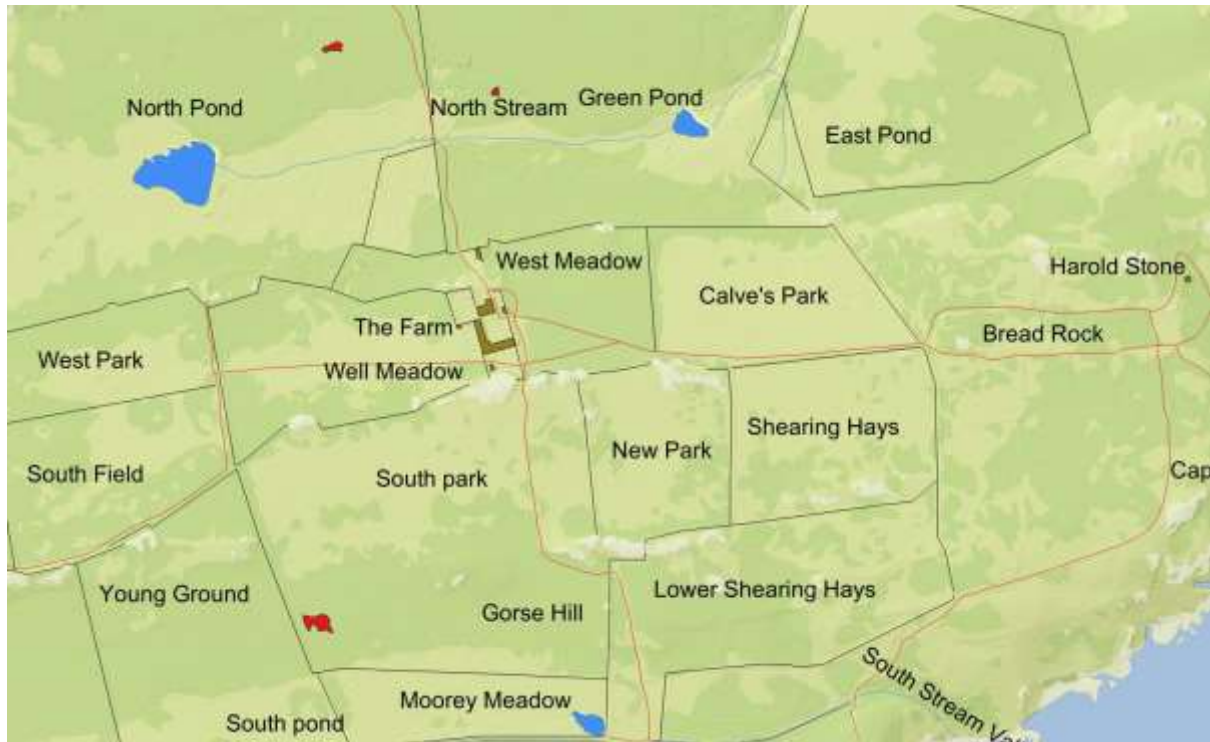 North Pond
North Stream
Green Pond
East Pond
West Meadow
Harold Stone
Calve's Park
The Farm
Bread Rock
West Park
Well Meadow
Shearing Hays
New Park
South Field
South park
Cap
Young Ground
Gorse Hill
Lower Shearing Hays
South Stream Val
Moorey Meadow
South pond